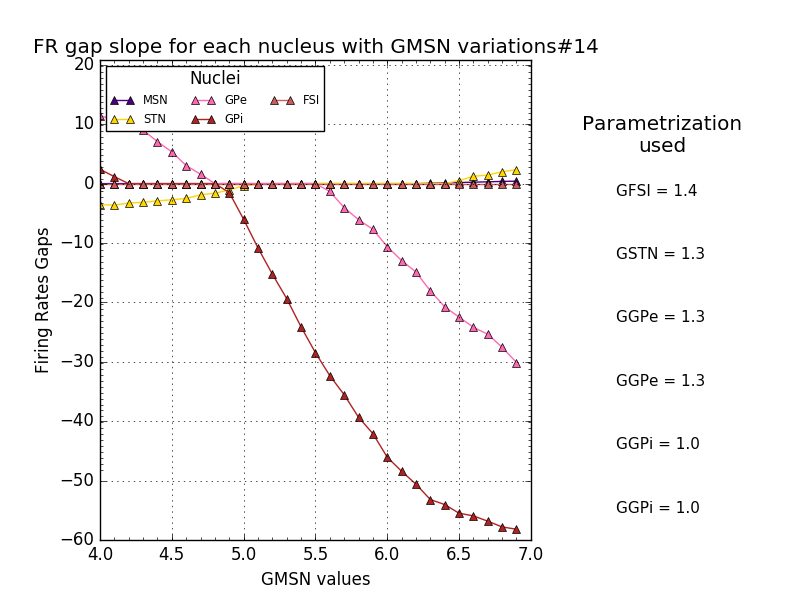 FR gap slope for each nucleus with GMSN variations#14
Nuclei
MSN
GPe
FSI
STN
GPi
20
10
0
−10
−20
−30
−40
−50
−60
Firing Rates Gaps
4.0 4.5 5.0 5.5 6.0 6.5 7.0
GMSN values
Parametrization
used
GFSI = 1.4
GSTN = 1.3
GGPe = 1.3
GGPe = 1.3
GGPi = 1.0
GGPi = 1.0